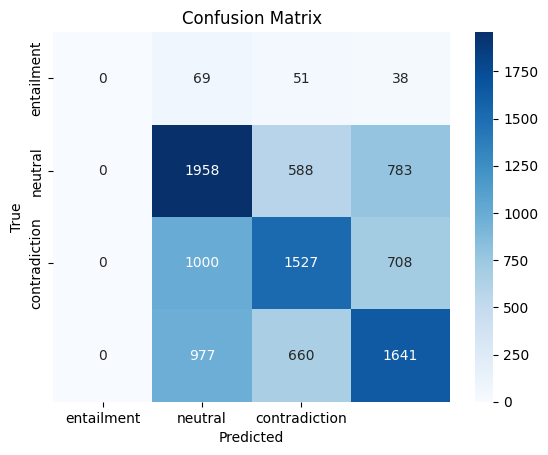 Confusion Matrix
entailment
0 69 51 38
neutral
0 1958 588 783
contradiction
0 1000 1527 708
0 977 660 1641
True
entailment neutral contradiction
Predicted
1750
1500
1250
1000
750
500
250
0